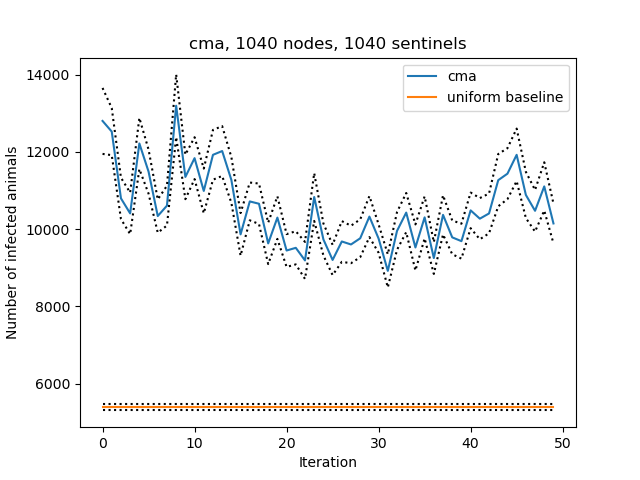 cma, 1040 nodes, 1040 sentinels
cma
uniform baseline
Number of infected animals
14000
12000
10000
8000
6000
0
10
20
30
40
50
Iteration